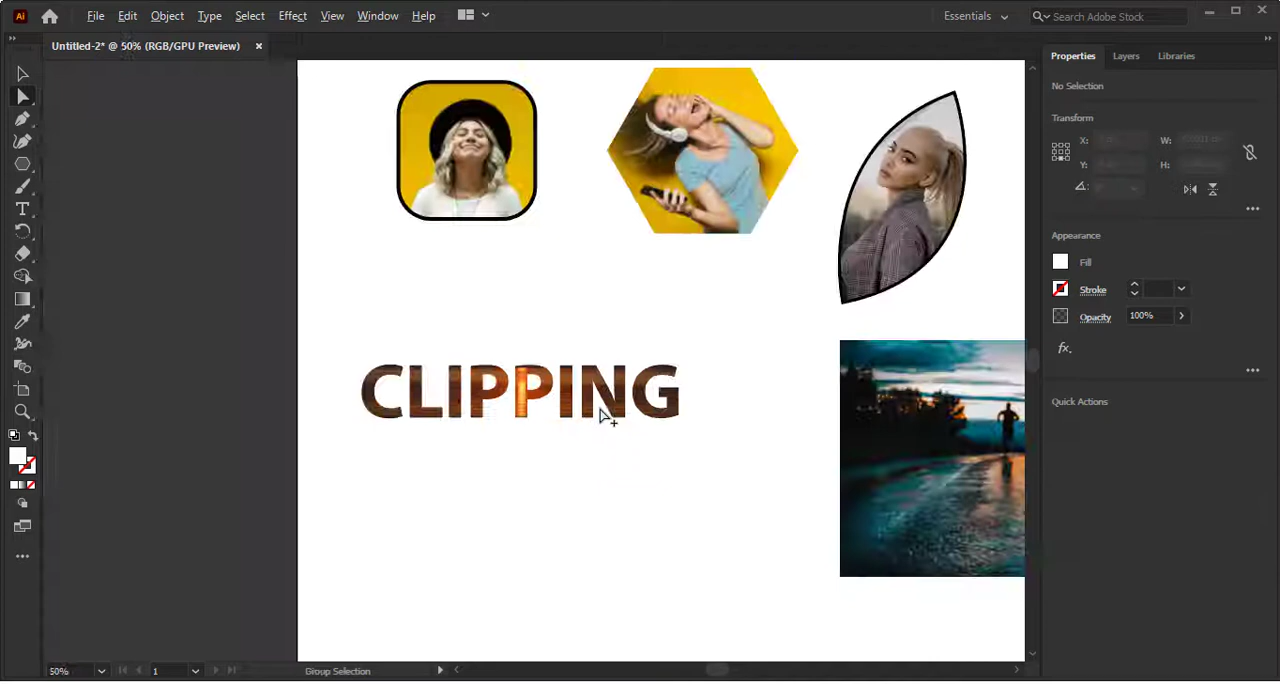 Ai File Edit Object Type Select Effect View Window Help Essentials Search Adobe Stock
Untitled-2* @ 50% (RGB/GPU Preview)
Properties Layers Libraries
No Selection
Transform
X: W:
Y: H:
Appearance
Fill
Stroke
Opacity 100%
fx.
Quick Actions
CLIPPING
50% 1 Group Selection